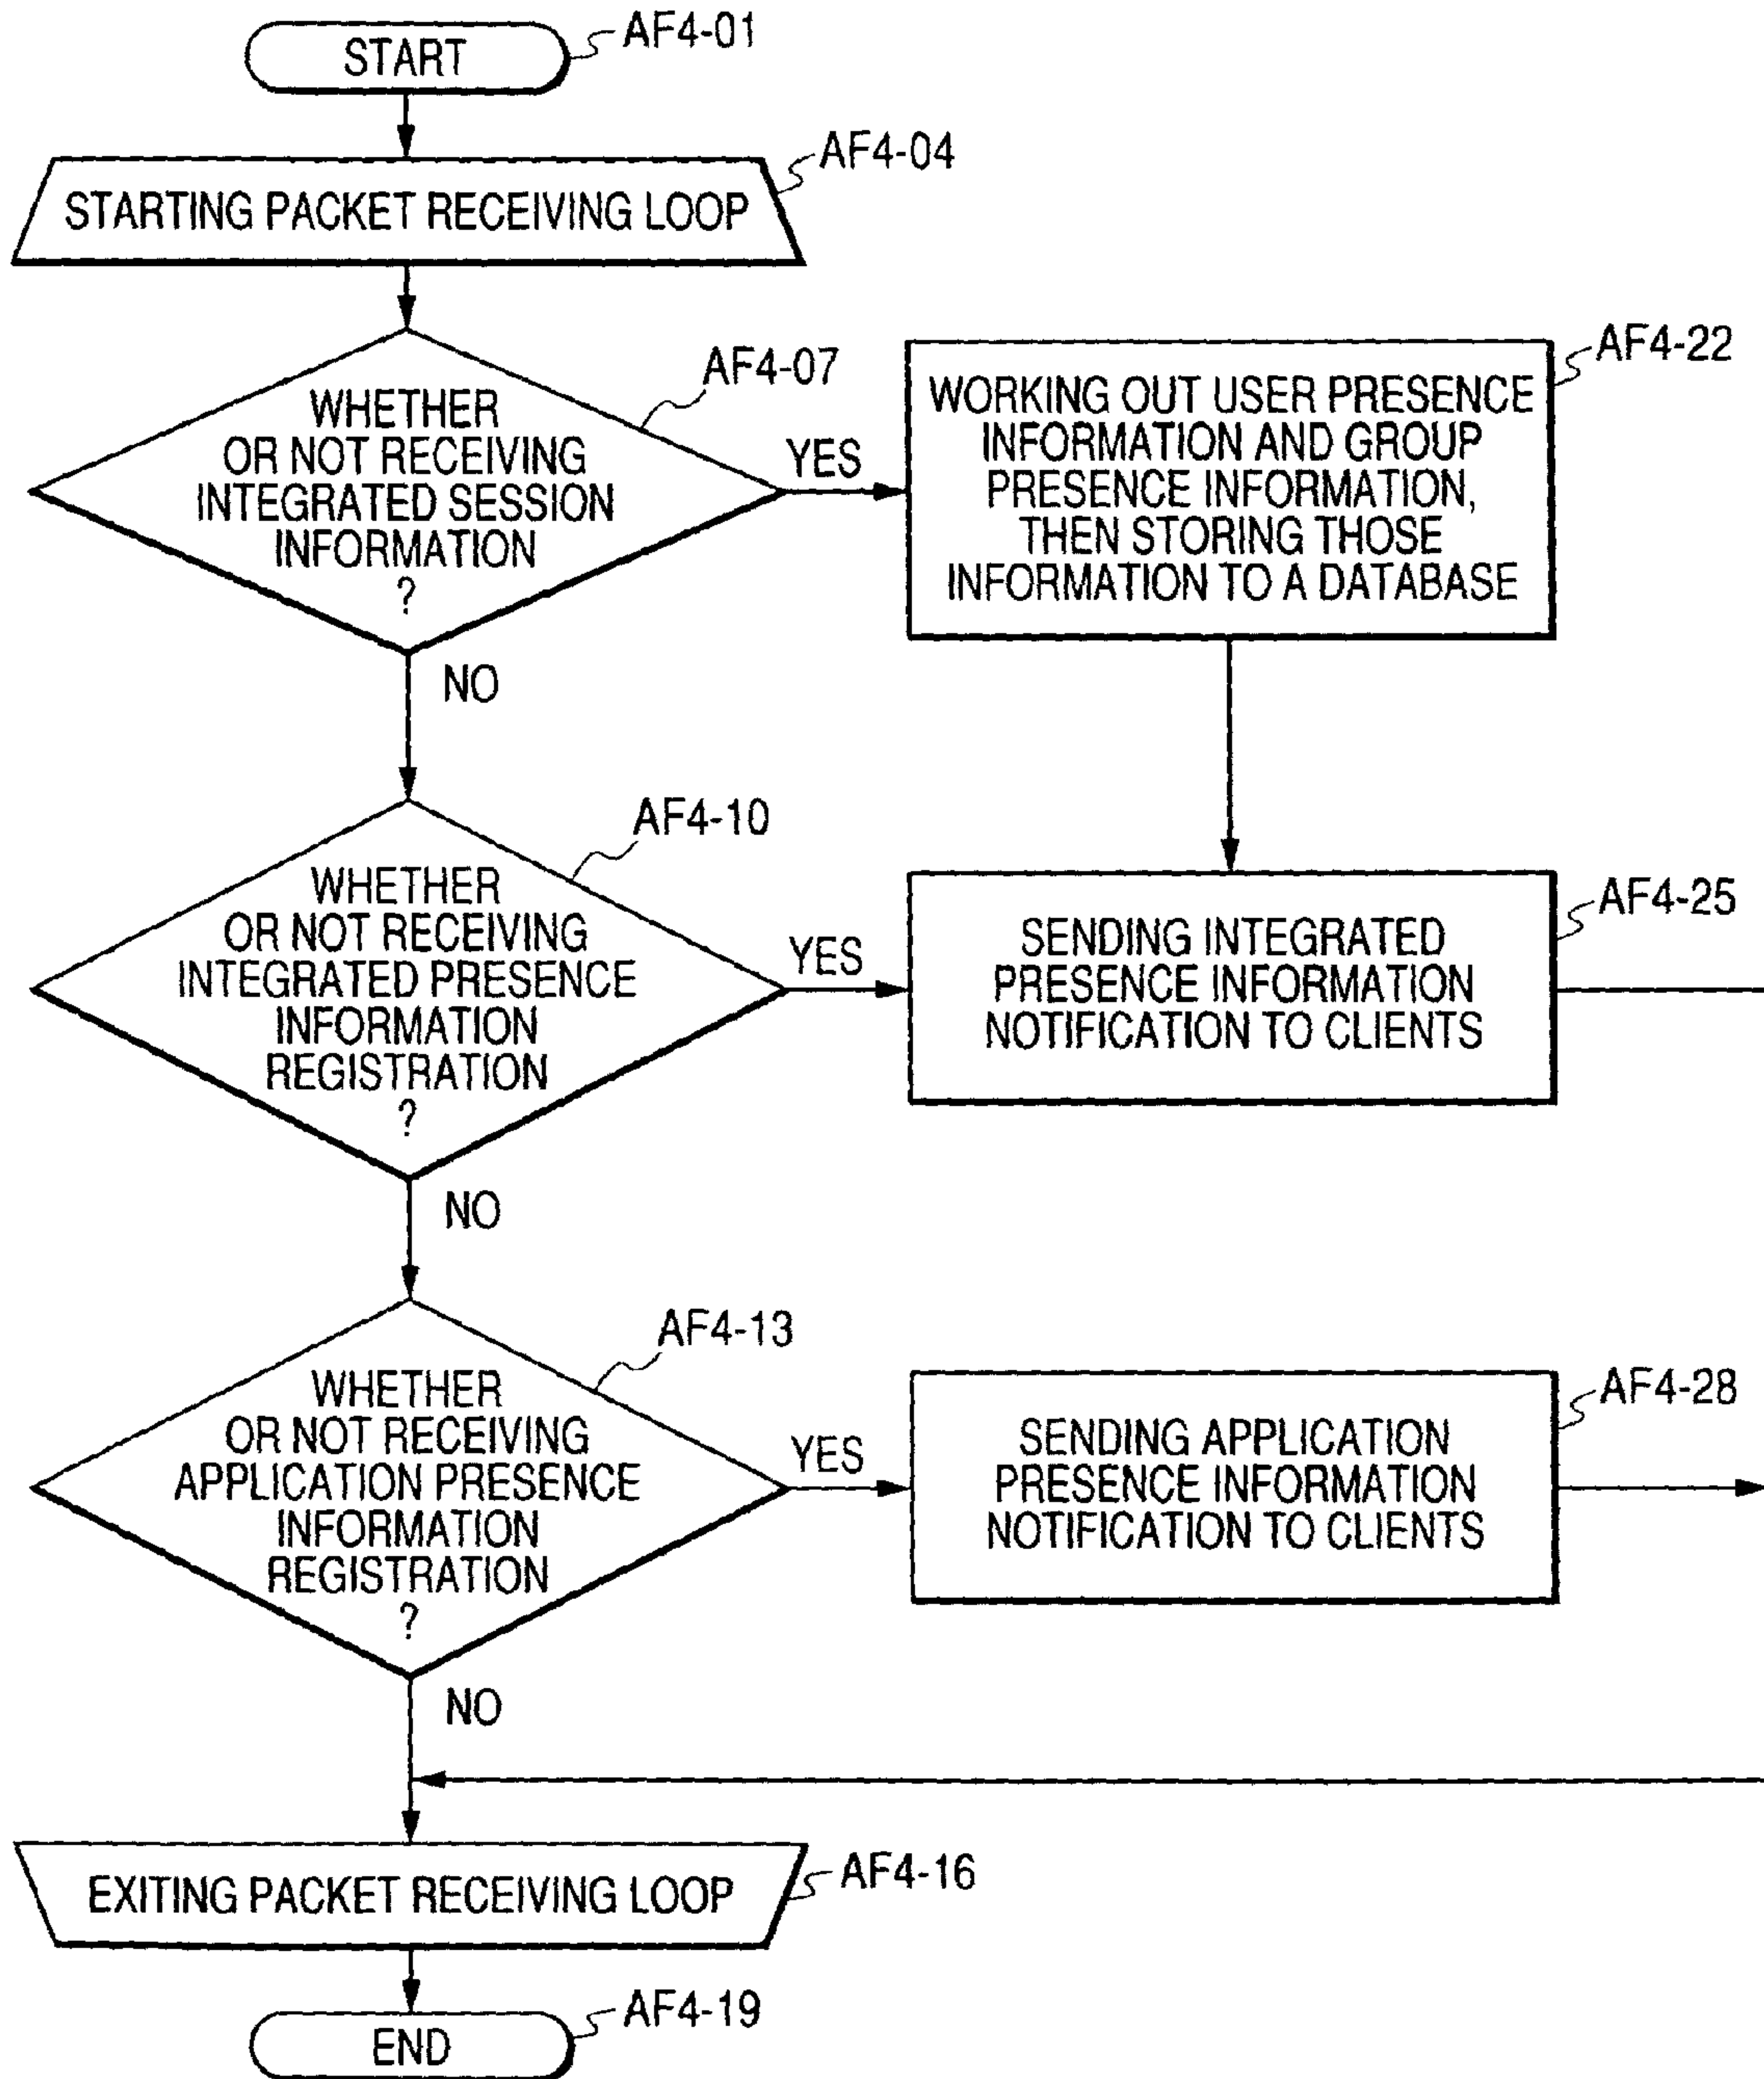 START
AF4-01
STARTING PACKET RECEIVING LOOP
AF4-04
WHETHER
OR NOT RECEIVING
INTEGRATED SESSION
INFORMATION
?
AF4-07
YES
NO
WORKING OUT USER PRESENCE
INFORMATION AND GROUP
PRESENCE INFORMATION,
THEN STORING THOSE
INFORMATION TO A DATABASE
AF4-22
WHETHER
OR NOT RECEIVING
INTEGRATED PRESENCE
INFORMATION
REGISTRATION
?
AF4-10
YES
NO
SENDING INTEGRATED
PRESENCE INFORMATION
NOTIFICATION TO CLIENTS
AF4-25
WHETHER
OR NOT RECEIVING
APPLICATION PRESENCE
INFORMATION
REGISTRATION
?
AF4-13
YES
NO
SENDING APPLICATION
PRESENCE INFORMATION
NOTIFICATION TO CLIENTS
AF4-28
EXITING PACKET RECEIVING LOOP
AF4-16
END
AF4-19